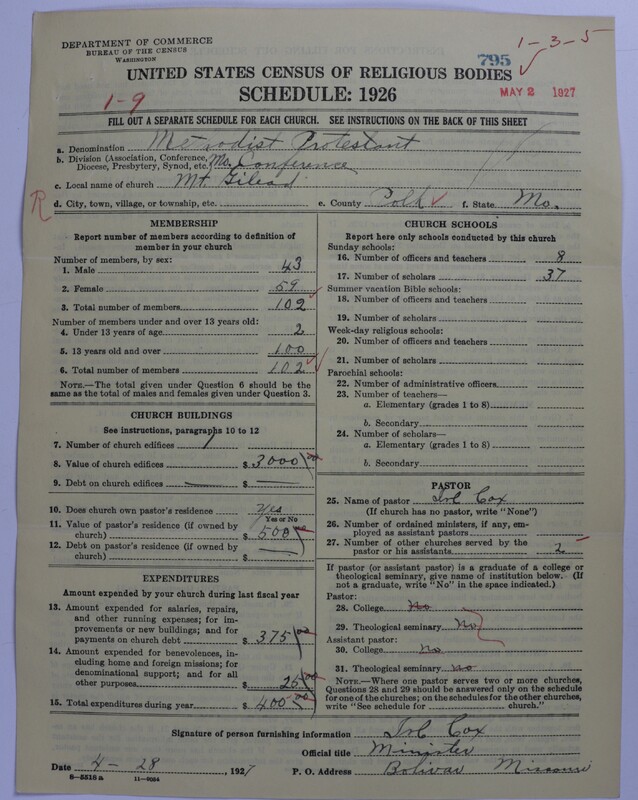 DEPARTMENT OF COMMERCE
BUREAU OF THE CENSUS
WASHINGTON
1-3-5
795
UNITED STATES CENSUS OF RELIGIOUS BODIES
MAY 2 1927
1-9
SCHEDULE: 1926
FILL OUT A SEPARATE SCHEDULE FOR EACH CHURCH. SEE INSTRUCTIONS ON THE BACK OF THIS SHEET
a. Denomination Methodist Protestant
b. Division (Association, Conference,
Diocese, Presbytery, Synod, etc.) Mo. Conference
c. Local name of church Mt. Gilead
R
d. City, town, village, or township, etc. e. County Polk f. State Mo.
MEMBERSHIP
Report number of members according to definition of
member in your church
Number of members, by sex:
1. Male 43
2. Female 59
3. Total number of members 102
Number of members under and over 13 years old:
4. Under 13 years of age 2
5. 13 years old and over 100
6. Total number of members 102
NOTE.—The total given under Question 6 should be
the same as the total of males and females given under Question 3.
CHURCH BUILDINGS
See instructions, paragraphs 10 to 12
7. Number of church edifices 1
8. Value of church edifices $ 3000 00
9. Debt on church edifices $
10. Does church own pastor's residence Yes
Yes or No
11. Value of pastor's residence (if owned by
church) $ 500 00
12. Debt on pastor's residence (if owned by
church) $
EXPENDITURES
Amount expended by your church during last fiscal year
13. Amount expended for salaries, repairs,
and other running expenses; for im-
provements or new buildings; and for
payments on church debt $ 375 00
14. Amount expended for benevolences, in-
cluding home and foreign missions; for
denominational support; and for all
other purposes $ 25 00
15. Total expenditures during year $ 400 00
CHURCH SCHOOLS
Report here only schools conducted by this church
Sunday schools:
16. Number of officers and teachers 8
17. Number of scholars 37
Summer vacation Bible schools:
18. Number of officers and teachers
19. Number of scholars
Week-day religious schools:
20. Number of officers and teachers
21. Number of scholars
Parochial schools:
22. Number of administrative officers
23. Number of teachers—
a. Elementary (grades 1 to 8)
b. Secondary
24. Number of scholars—
a. Elementary (grades 1 to 8)
b. Secondary
PASTOR
25. Name of pastor Cox
(If church has no pastor, write "None")
26. Number of ordained ministers, if any, em-
ployed as assistant pastors
27. Number of other churches served by the
pastor or his assistants 2
If pastor (or assistant pastor) is a graduate of a college or
theological seminary, give name of institution below. (If
not a graduate, write "No" in the space indicated.)
Pastor:
28. College No
29. Theological seminary No
Assistant pastor:
30. College No
31. Theological seminary No
NOTE.—Where one pastor serves two or more churches,
Questions 28 and 29 should be answered only on the schedule
for one of the churches; on the schedules for the other churches,
write "See schedule for church."
Signature of person furnishing information Cox
Official title Minister
Date 4-28, 1927 P. O. Address Bolivar Missouri
8-5518 a 11-9064